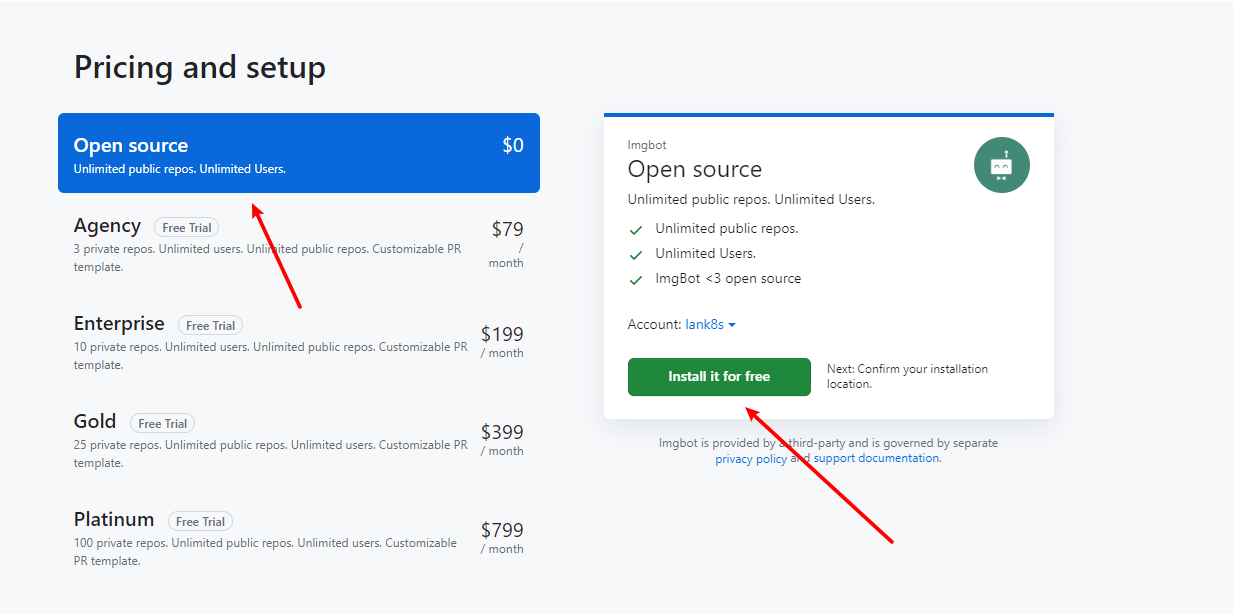 Pricing and setup
Open source
$0
Unlimited public repos. Unlimited Users.
Agency
Free Trial
$79
/
month
3 private repos. Unlimited users. Unlimited public repos. Customizable PR
template.
Enterprise
Free Trial
$199
/ month
10 private repos. Unlimited users. Unlimited public repos. Customizable PR
template.
Gold
Free Trial
$399
/ month
25 private repos. Unlimited public repos. Unlimited users. Customizable PR
template.
Platinum
Free Trial
$799
/ month
100 private repos. Unlimited public repos. Unlimited users. Customizable
PR template.
Imgbot
Open source
Unlimited public repos. Unlimited Users.
Unlimited public repos.
Unlimited Users.
ImgBot <3 open source
Account: lank8s
Install it for free
Next: Confirm your installation
location.
Imgbot is provided by a third-party and is governed by separate
privacy policy and support documentation.